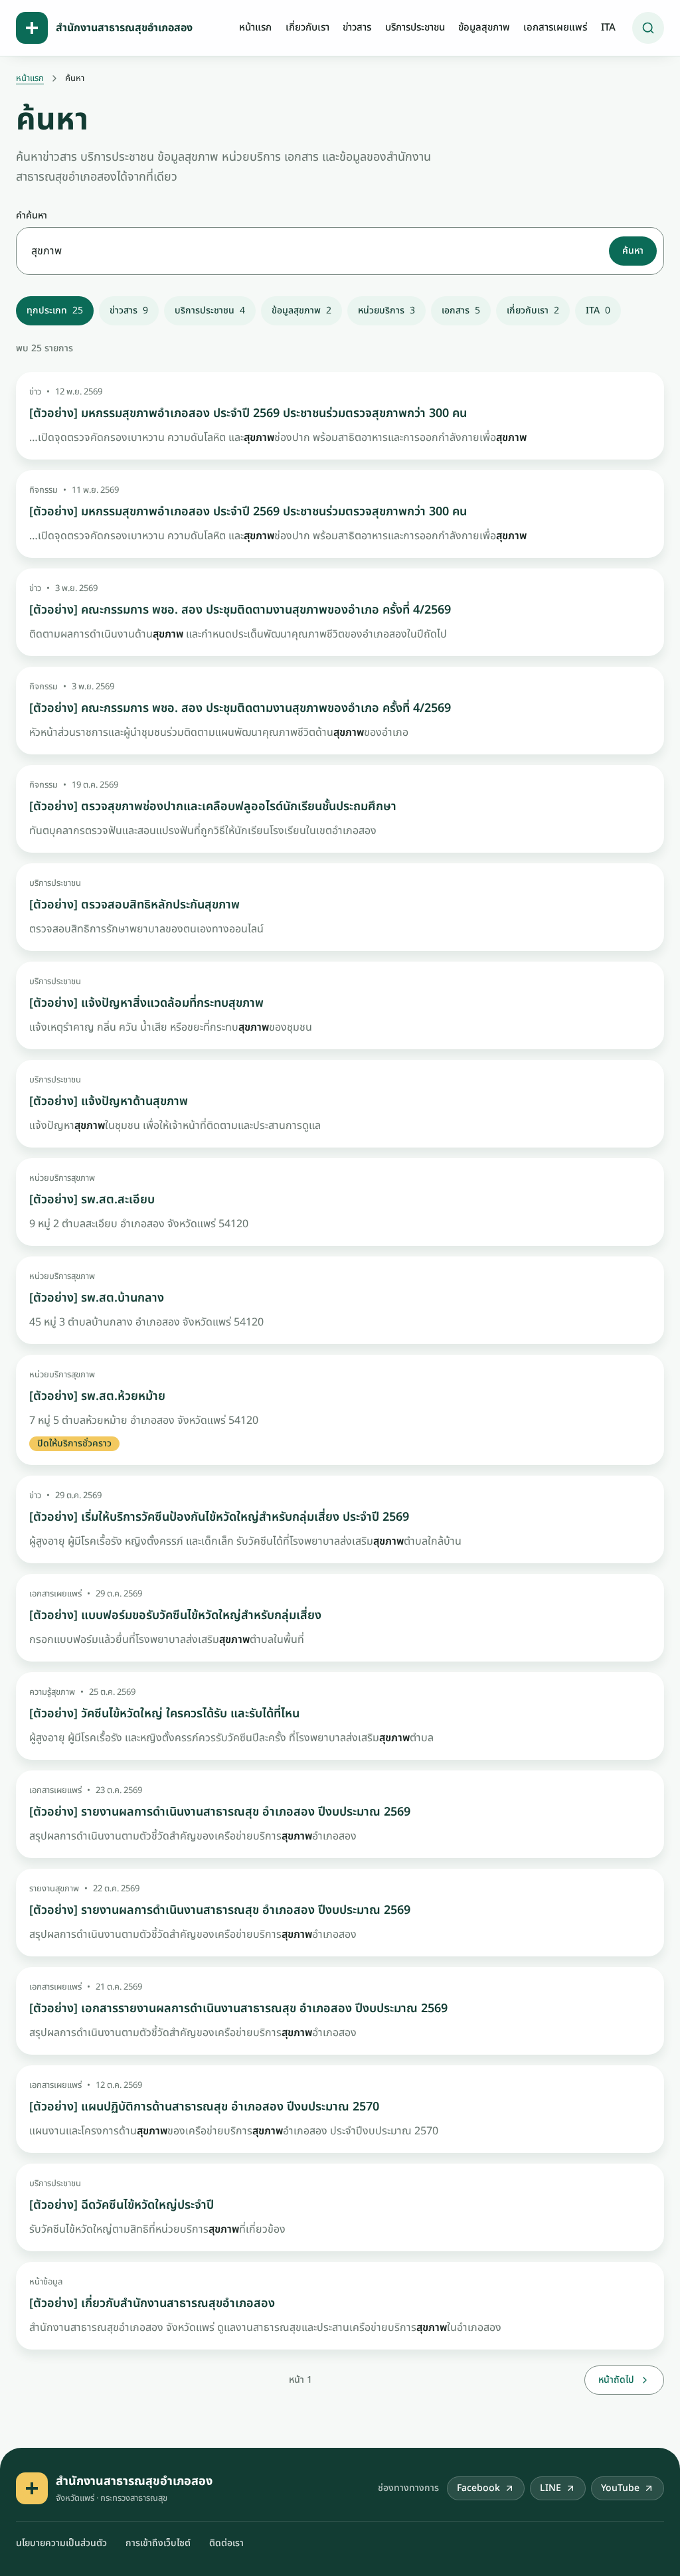 สำนักงานสาธารณสุขอำเภอสอง
หน้าแรก เกี่ยวกับเรา ข่าวสาร บริการประชาชน ข้อมูลสุขภาพ เอกสารเผยแพร่ ITA
หน้าแรก > ค้นหา
ค้นหา
ค้นหาข่าวสาร บริการประชาชน ข้อมูลสุขภาพ หน่วยบริการ เอกสาร และข้อมูลของสำนักงาน
สาธารณสุขอำเภอสองได้จากที่เดียว
คำค้นหา
สุขภาพ
ค้นหา
ทุกประเภท 25 ข่าวสาร 9 บริการประชาชน 4 ข้อมูลสุขภาพ 2 หน่วยบริการ 3 เอกสาร 5 เกี่ยวกับเรา 2 ITA 0
พบ 25 รายการ
ข่าว • 12 พ.ย. 2569
[ตัวอย่าง] มหกรรมสุขภาพอำเภอสอง ประจำปี 2569 ประชาชนร่วมตรวจสุขภาพกว่า 300 คน
…เปิดจุดตรวจคัดกรองเบาหวาน ความดันโลหิต และสุขภาพช่องปาก พร้อมสาธิตอาหารและการออกกำลังกายเพื่อสุขภาพ
กิจกรรม • 11 พ.ย. 2569
[ตัวอย่าง] มหกรรมสุขภาพอำเภอสอง ประจำปี 2569 ประชาชนร่วมตรวจสุขภาพกว่า 300 คน
…เปิดจุดตรวจคัดกรองเบาหวาน ความดันโลหิต และสุขภาพช่องปาก พร้อมสาธิตอาหารและการออกกำลังกายเพื่อสุขภาพ
ข่าว • 3 พ.ย. 2569
[ตัวอย่าง] คณะกรรมการ พชอ. สอง ประชุมติดตามงานสุขภาพของอำเภอ ครั้งที่ 4/2569
ติดตามผลการดำเนินงานด้านสุขภาพ และกำหนดประเด็นพัฒนาคุณภาพชีวิตของอำเภอสองในปีถัดไป
กิจกรรม • 3 พ.ย. 2569
[ตัวอย่าง] คณะกรรมการ พชอ. สอง ประชุมติดตามงานสุขภาพของอำเภอ ครั้งที่ 4/2569
หัวหน้าส่วนราชการและผู้นำชุมชนร่วมติดตามแผนพัฒนาคุณภาพชีวิตด้านสุขภาพของอำเภอ
กิจกรรม • 19 ต.ค. 2569
[ตัวอย่าง] ตรวจสุขภาพช่องปากและเคลือบฟลูออไรด์นักเรียนชั้นประถมศึกษา
ทันตบุคลากรตรวจฟันและสอนแปรงฟันที่ถูกวิธีให้นักเรียนโรงเรียนในเขตอำเภอสอง
บริการประชาชน
[ตัวอย่าง] ตรวจสอบสิทธิหลักประกันสุขภาพ
ตรวจสอบสิทธิการรักษาพยาบาลของตนเองทางออนไลน์
บริการประชาชน
[ตัวอย่าง] แจ้งปัญหาสิ่งแวดล้อมที่กระทบสุขภาพ
แจ้งเหตุรำคาญ กลิ่น ควัน น้ำเสีย หรือขยะที่กระทบสุขภาพของชุมชน
บริการประชาชน
[ตัวอย่าง] แจ้งปัญหาด้านสุขภาพ
แจ้งปัญหาสุขภาพในชุมชน เพื่อให้เจ้าหน้าที่ติดตามและประสานการดูแล
หน่วยบริการสุขภาพ
[ตัวอย่าง] รพ.สต.สะเอียบ
9 หมู่ 2 ตำบลสะเอียบ อำเภอสอง จังหวัดแพร่ 54120
หน่วยบริการสุขภาพ
[ตัวอย่าง] รพ.สต.บ้านกลาง
45 หมู่ 3 ตำบลบ้านกลาง อำเภอสอง จังหวัดแพร่ 54120
หน่วยบริการสุขภาพ
[ตัวอย่าง] รพ.สต.ห้วยหม้าย
7 หมู่ 5 ตำบลห้วยหม้าย อำเภอสอง จังหวัดแพร่ 54120
ปิดให้บริการชั่วคราว
ข่าว • 29 ต.ค. 2569
[ตัวอย่าง] เริ่มให้บริการวัคซีนป้องกันไข้หวัดใหญ่สำหรับกลุ่มเสี่ยง ประจำปี 2569
ผู้สูงอายุ ผู้มีโรคเรื้อรัง หญิงตั้งครรภ์ และเด็กเล็ก รับวัคซีนได้ที่โรงพยาบาลส่งเสริมสุขภาพตำบลใกล้บ้าน
เอกสารเผยแพร่ • 29 ต.ค. 2569
[ตัวอย่าง] แบบฟอร์มขอรับวัคซีนไข้หวัดใหญ่สำหรับกลุ่มเสี่ยง
กรอกแบบฟอร์มแล้วยื่นที่โรงพยาบาลส่งเสริมสุขภาพตำบลในพื้นที่
ความรู้สุขภาพ • 25 ต.ค. 2569
[ตัวอย่าง] วัคซีนไข้หวัดใหญ่ ใครควรได้รับ และรับได้ที่ไหน
ผู้สูงอายุ ผู้มีโรคเรื้อรัง และหญิงตั้งครรภ์ควรรับวัคซีนปีละครั้ง ที่โรงพยาบาลส่งเสริมสุขภาพตำบล
เอกสารเผยแพร่ • 23 ต.ค. 2569
[ตัวอย่าง] รายงานผลการดำเนินงานสาธารณสุข อำเภอสอง ปีงบประมาณ 2569
สรุปผลการดำเนินงานตามตัวชี้วัดสำคัญของเครือข่ายบริการสุขภาพอำเภอสอง
รายงานสุขภาพ • 22 ต.ค. 2569
[ตัวอย่าง] รายงานผลการดำเนินงานสาธารณสุข อำเภอสอง ปีงบประมาณ 2569
สรุปผลการดำเนินงานตามตัวชี้วัดสำคัญของเครือข่ายบริการสุขภาพอำเภอสอง
เอกสารเผยแพร่ • 21 ต.ค. 2569
[ตัวอย่าง] เอกสารรายงานผลการดำเนินงานสาธารณสุข อำเภอสอง ปีงบประมาณ 2569
สรุปผลการดำเนินงานตามตัวชี้วัดสำคัญของเครือข่ายบริการสุขภาพอำเภอสอง
เอกสารเผยแพร่ • 12 ต.ค. 2569
[ตัวอย่าง] แผนปฏิบัติการด้านสาธารณสุข อำเภอสอง ปีงบประมาณ 2570
แผนงานและโครงการด้านสุขภาพของเครือข่ายบริการสุขภาพอำเภอสอง ประจำปีงบประมาณ 2570
บริการประชาชน
[ตัวอย่าง] ฉีดวัคซีนไข้หวัดใหญ่ประจำปี
รับวัคซีนไข้หวัดใหญ่ตามสิทธิที่หน่วยบริการสุขภาพที่เกี่ยวข้อง
หน้าข้อมูล
[ตัวอย่าง] เกี่ยวกับสำนักงานสาธารณสุขอำเภอสอง
สำนักงานสาธารณสุขอำเภอสอง จังหวัดแพร่ ดูแลงานสาธารณสุขและประสานเครือข่ายบริการสุขภาพในอำเภอสอง
หน้า 1
หน้าถัดไป
สำนักงานสาธารณสุขอำเภอสอง
จังหวัดแพร่ · กระทรวงสาธารณสุข
ช่องทางทางการ Facebook LINE YouTube
นโยบายความเป็นส่วนตัว การเข้าถึงเว็บไซต์ ติดต่อเรา